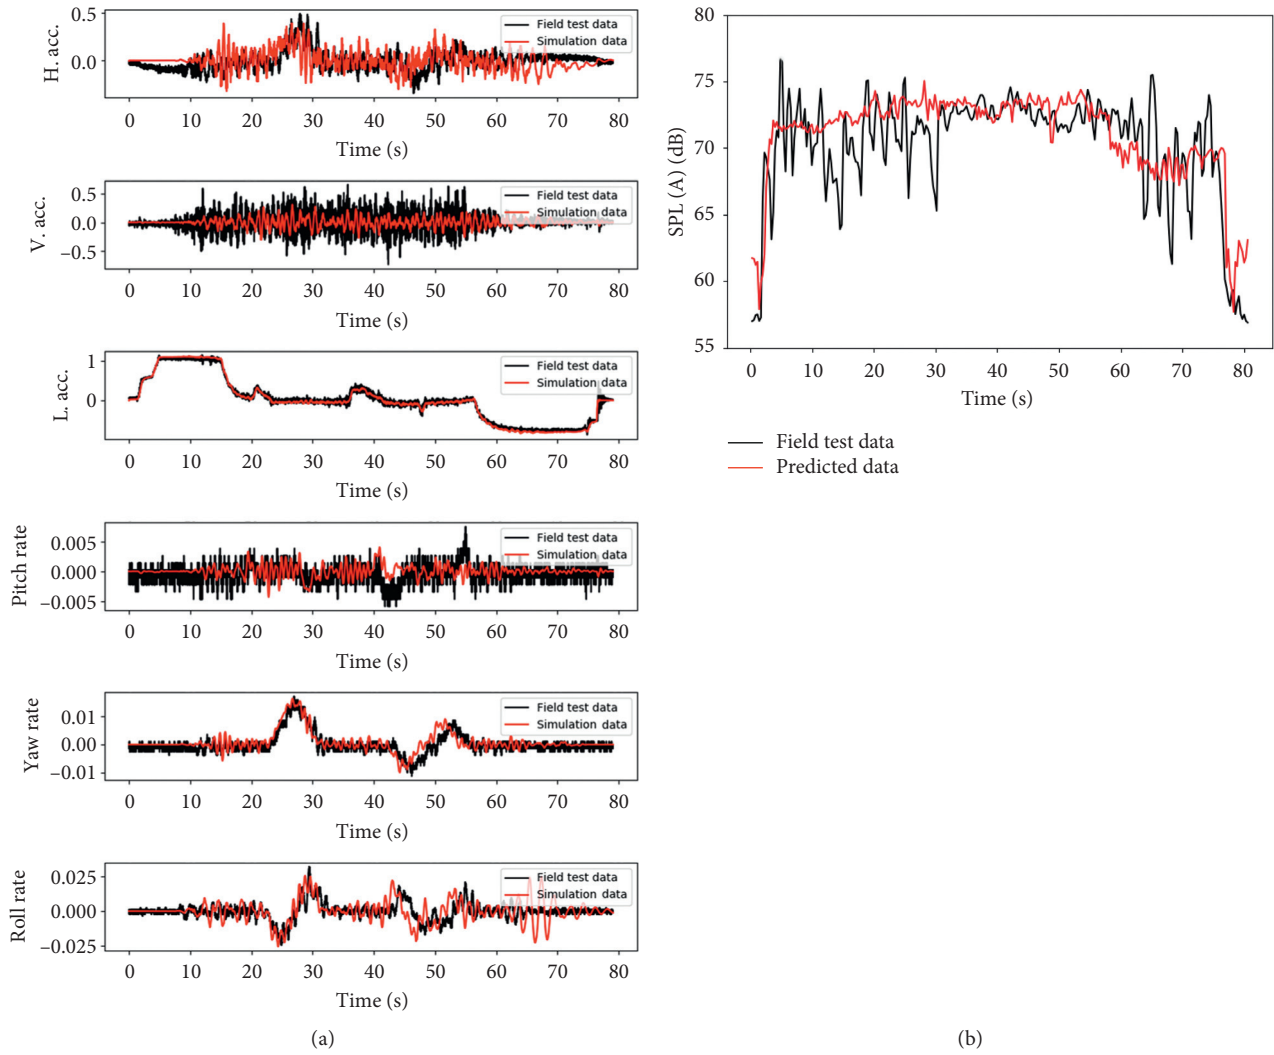 H. acc.
0.5
0.0
Field test data
Simulation data
0 10 20 30 40 50 60 70 80
Time (s)
V. acc.
0.5
0.0
−0.5
Field test data
Simulation data
0 10 20 30 40 50 60 70 80
Time (s)
L. acc.
1
0
Field test data
Simulation data
0 10 20 30 40 50 60 70 80
Time (s)
Pitch rate
0.005
0.000
−0.005
Field test data
Simulation data
0 10 20 30 40 50 60 70 80
Time (s)
Yaw rate
0.01
0.00
−0.01
Field test data
Simulation data
0 10 20 30 40 50 60 70 80
Time (s)
Roll rate
0.025
0.000
−0.025
Field test data
Simulation data
0 10 20 30 40 50 60 70 80
Time (s)
(a)
SPL (A) (dB)
80
75
70
65
60
55
0 10 20 30 40 50 60 70 80
Time (s)
Field test data
Predicted data
(b)